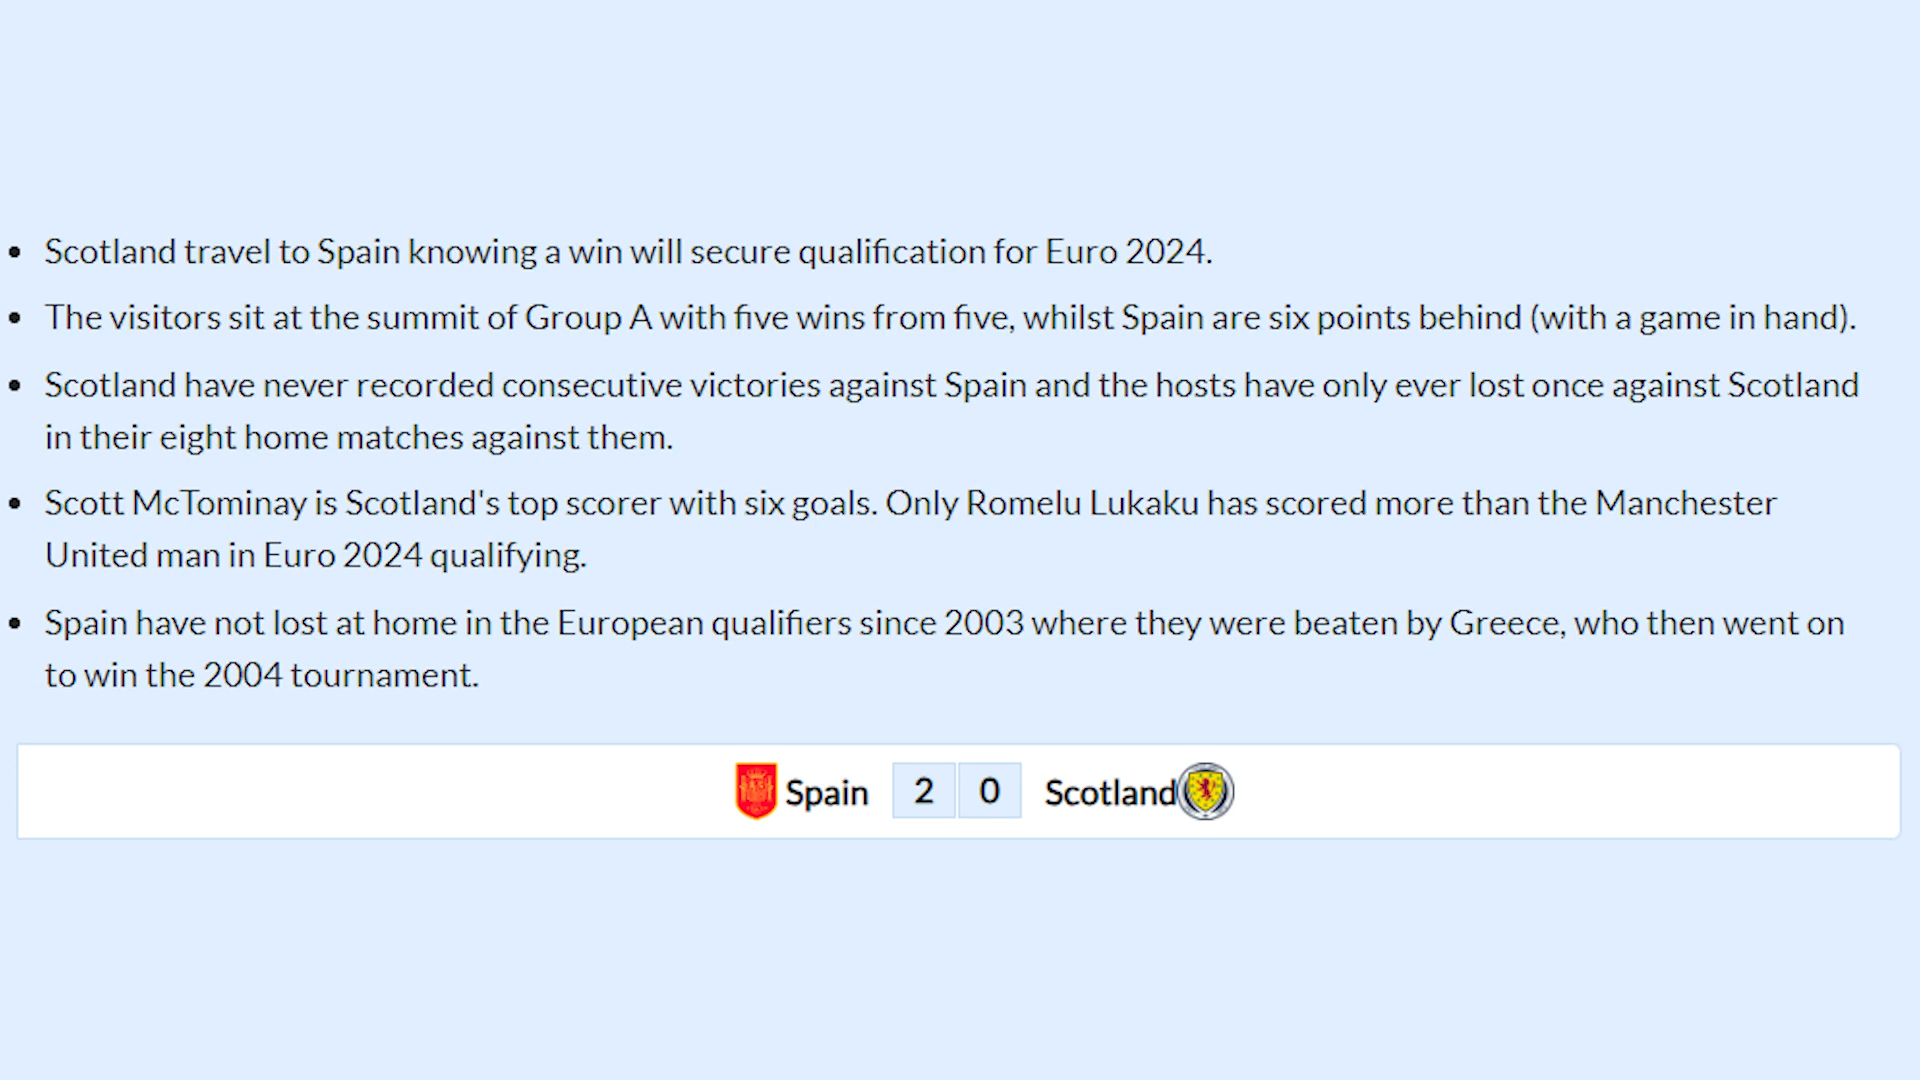 • Scotland travel to Spain knowing a win will secure qualification for Euro 2024.
• The visitors sit at the summit of Group A with five wins from five, whilst Spain are six points behind (with a game in hand).
• Scotland have never recorded consecutive victories against Spain and the hosts have only ever lost once against Scotland
in their eight home matches against them.
• Scott McTominay is Scotland's top scorer with six goals. Only Romelu Lukaku has scored more than the Manchester
United man in Euro 2024 qualifying.
• Spain have not lost at home in the European qualifiers since 2003 where they were beaten by Greece, who then went on
to win the 2004 tournament.
Spain 2 0 Scotland